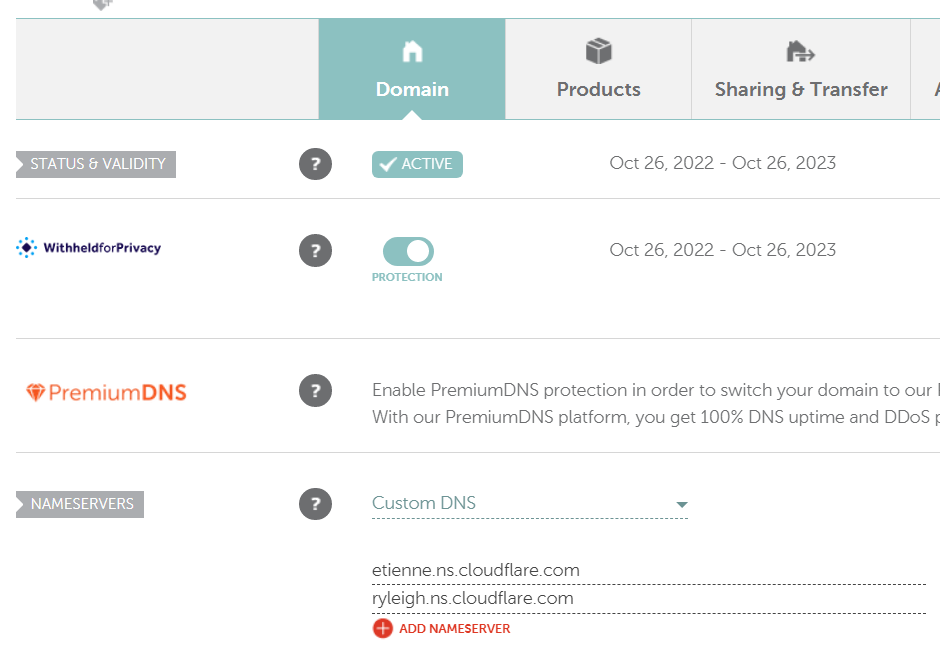 Domain
Products
Sharing & Transfer
STATUS & VALIDITY
?
ACTIVE
Oct 26, 2022 - Oct 26, 2023
WithheldforPrivacy
?
PROTECTION
Oct 26, 2022 - Oct 26, 2023
PremiumDNS
?
Enable PremiumDNS protection in order to switch your domain to our
With our PremiumDNS platform, you get 100% DNS uptime and DDoS
NAMESERVERS
?
Custom DNS
etienne.ns.cloudflare.com
ryleigh.ns.cloudflare.com
ADD NAMESERVER